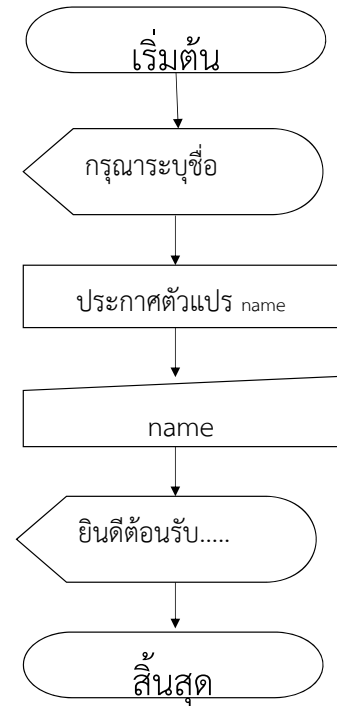 เริ่มต้น
กรุณาระบุชื่อ
ประกาศตัวแปร name
name
ยินดีต้อนรับ.....
สิ้นสุด